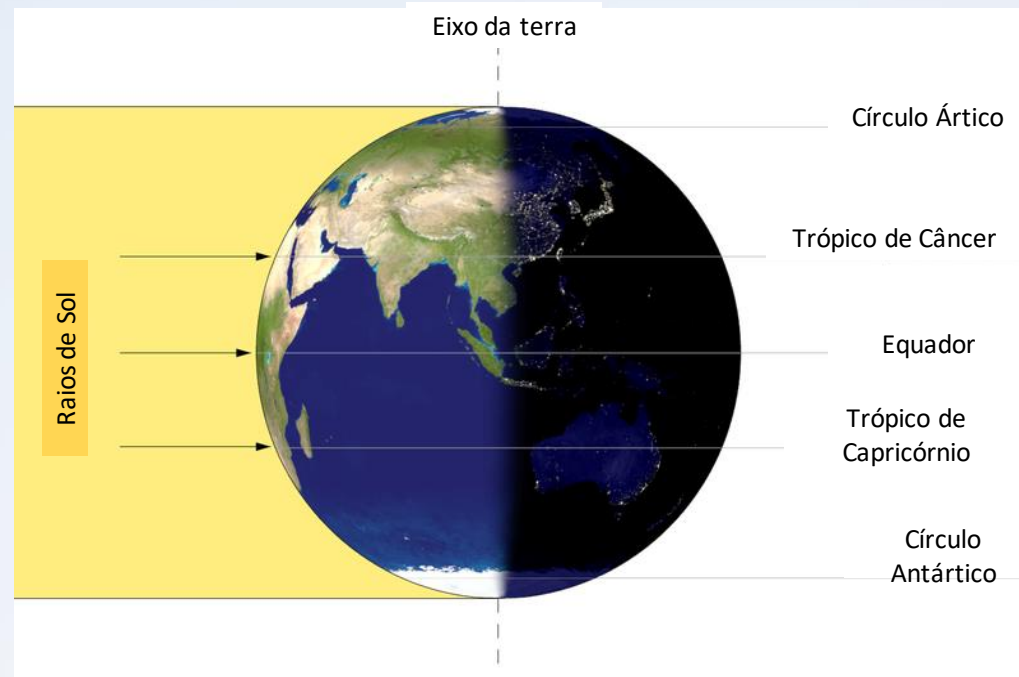 Eixo da terra
Círculo Ártico
Trópico de Câncer
Raios de Sol
Equador
Trópico de
Capricórnio
Círculo
Antártico